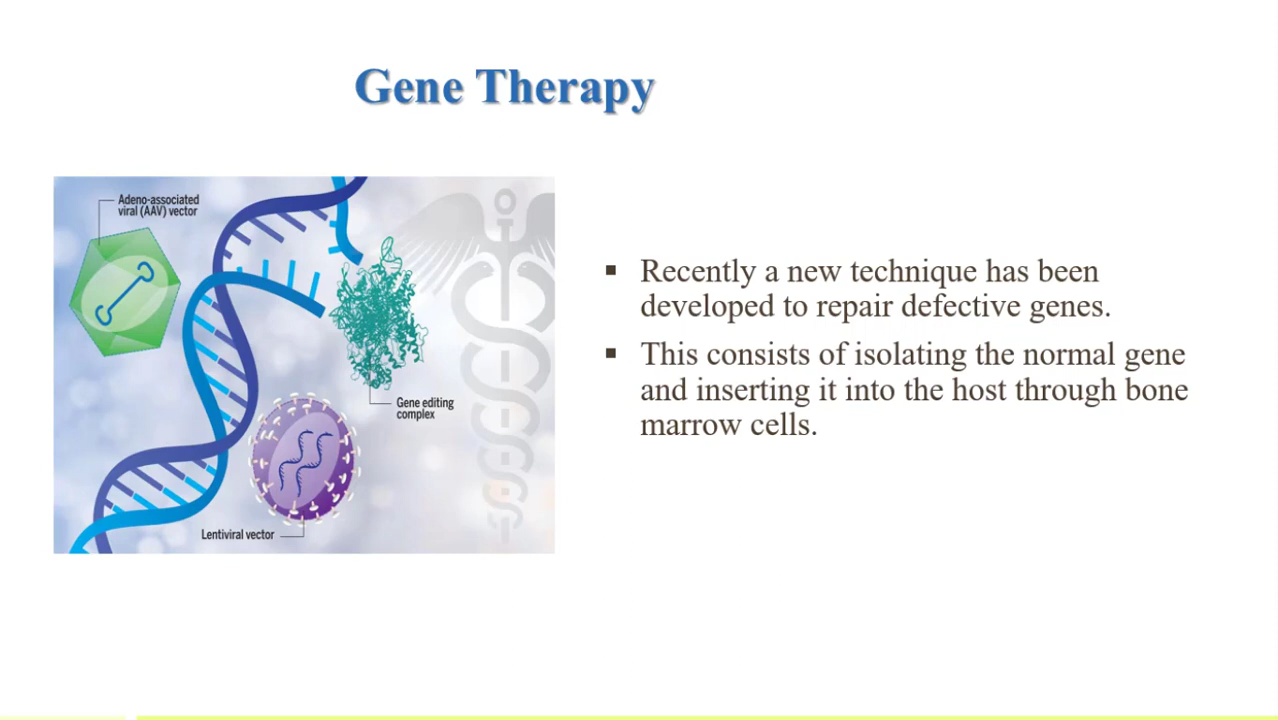 Gene Therapy
Adeno-associated
viral (AAV) vector
Gene editing
complex
Lentiviral vector
▪ Recently a new technique has been
developed to repair defective genes.
▪ This consists of isolating the normal gene
and inserting it into the host through bone
marrow cells.